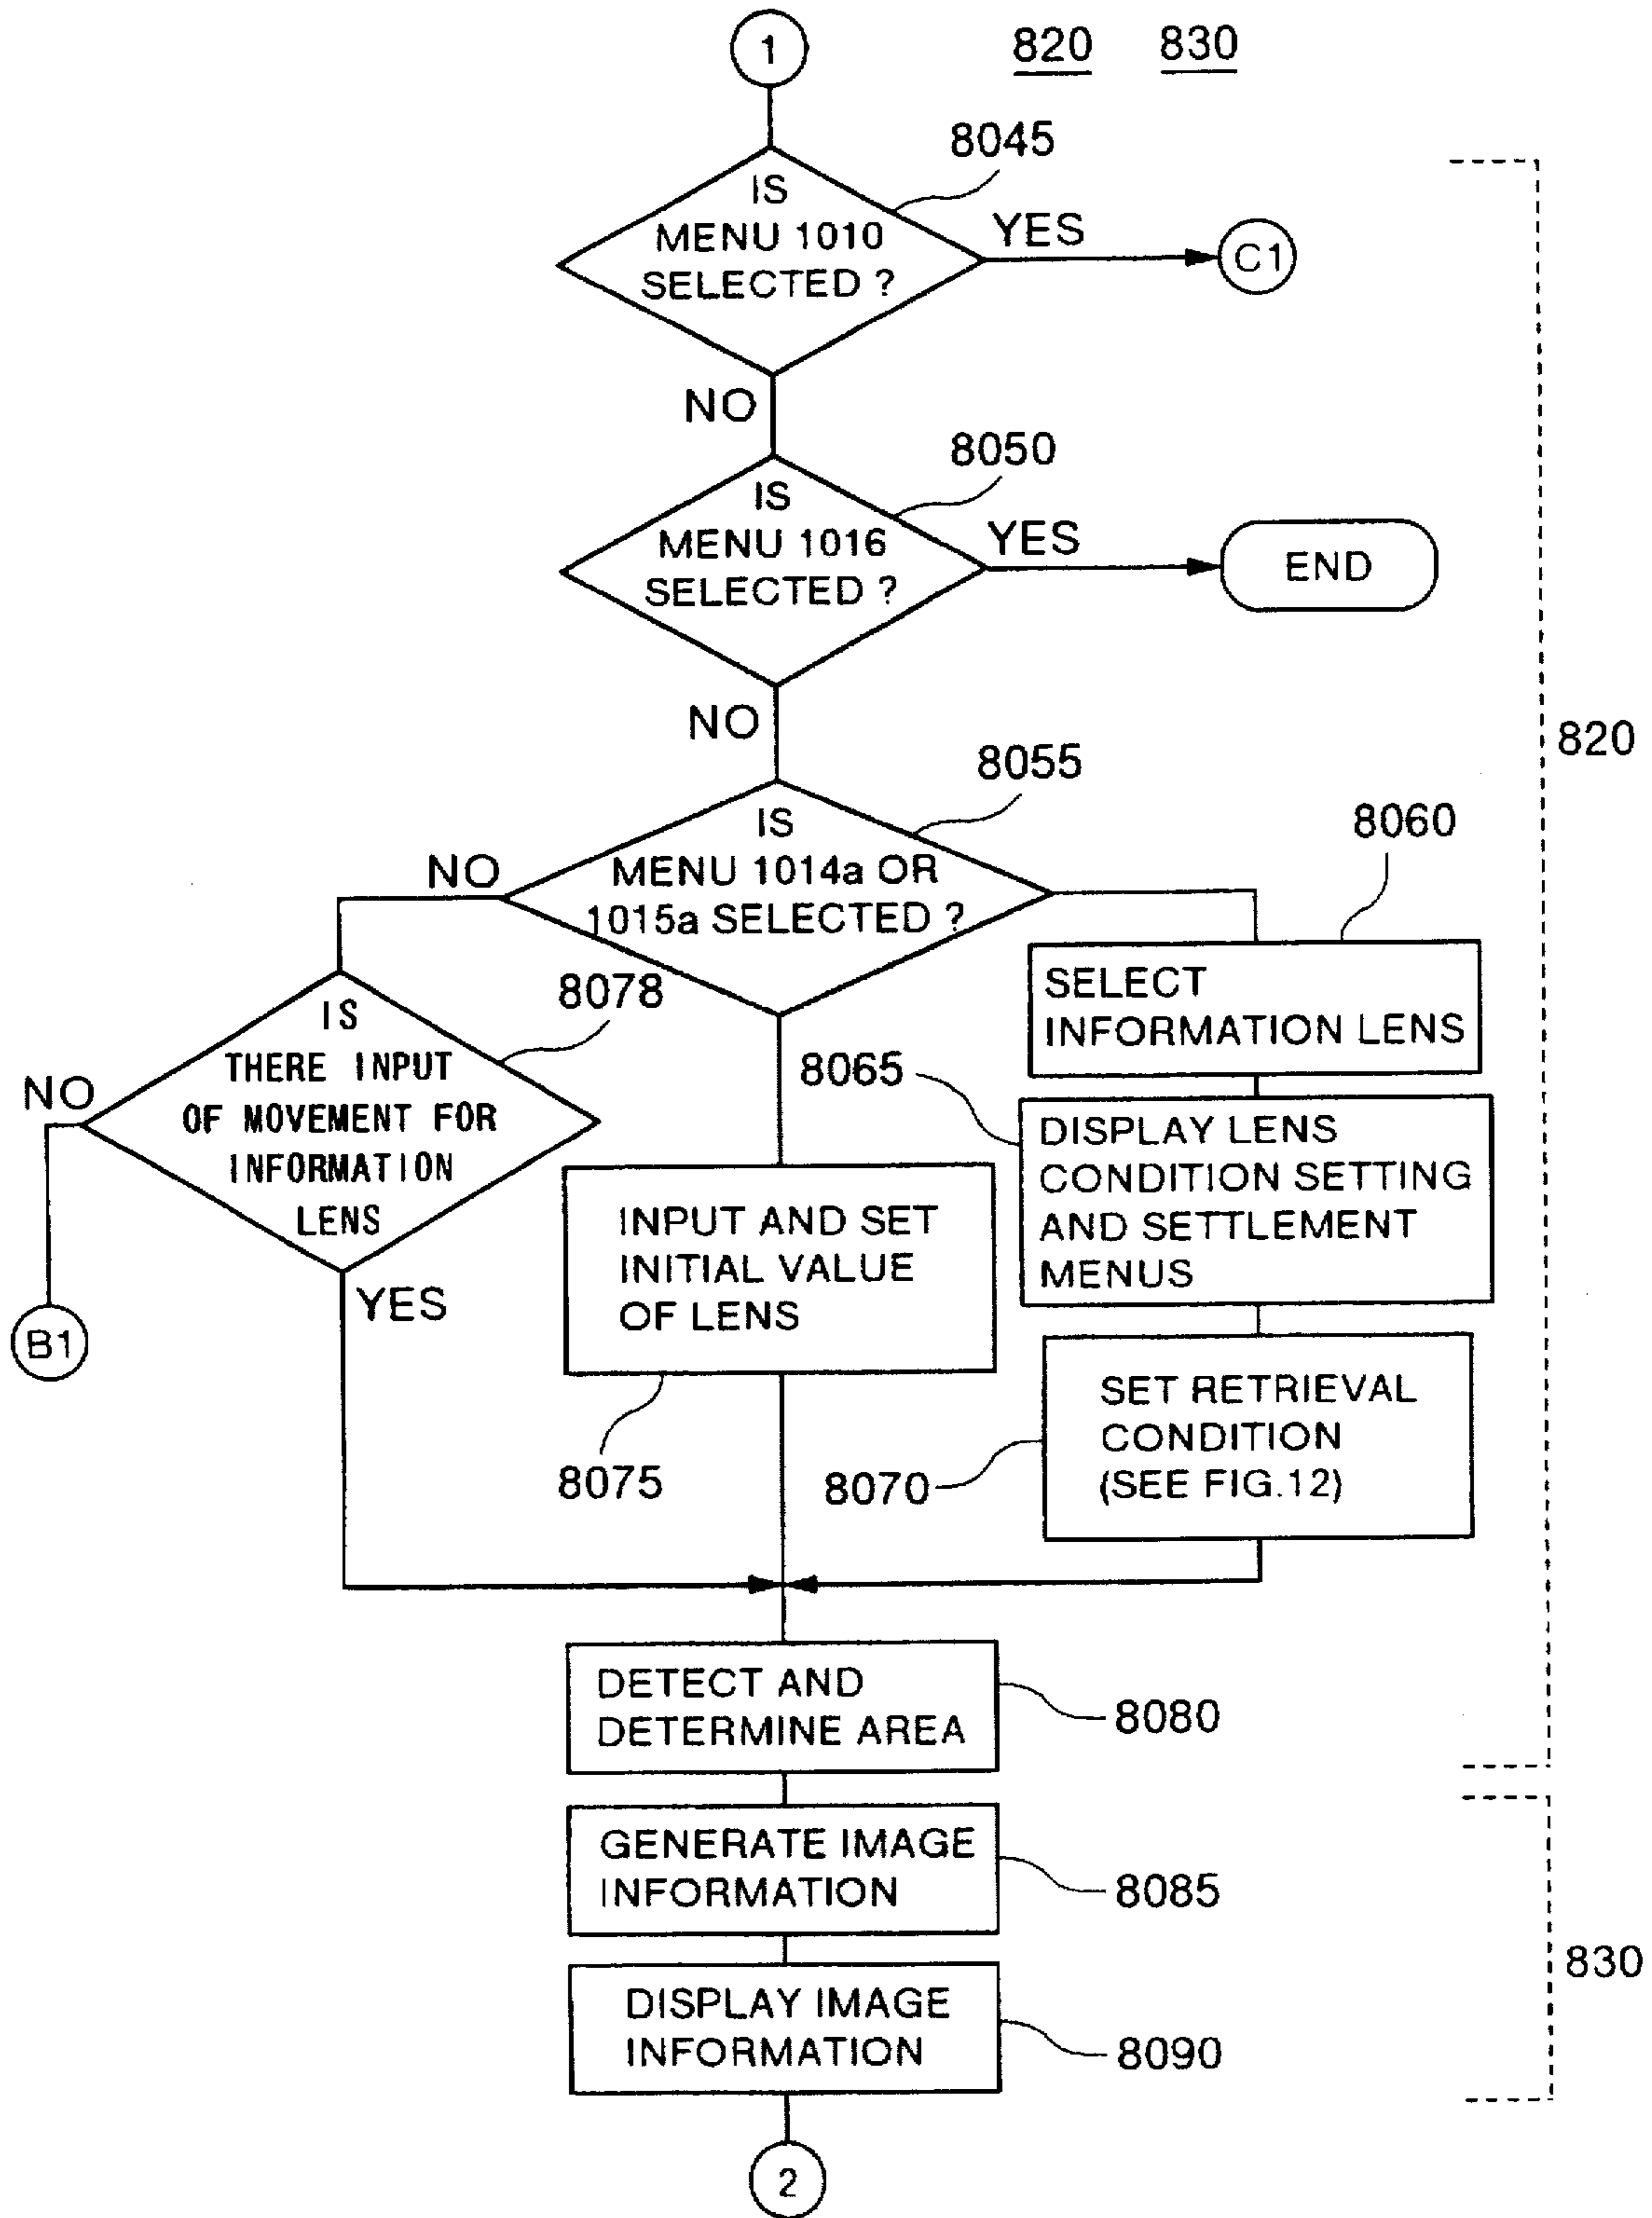 1
820 830
8045
IS
MENU 1010
SELECTED ?
YES
C1
NO
8050
IS
MENU 1016
SELECTED ?
YES
END
NO
820
8055
IS
MENU 1014a OR
1015a SELECTED ?
NO
8060
SELECT
INFORMATION LENS
8078
IS
THERE INPUT
OF MOVEMENT FOR
INFORMATION
LENS
NO
YES
B1
8065
DISPLAY LENS
CONDITION SETTING
AND SETTLEMENT
MENUS
INPUT AND SET
INITIAL VALUE
OF LENS
8075
8070
SET RETRIEVAL
CONDITION
(SEE FIG.12)
DETECT AND
DETERMINE AREA
8080
GENERATE IMAGE
INFORMATION
8085
830
DISPLAY IMAGE
INFORMATION
8090
2